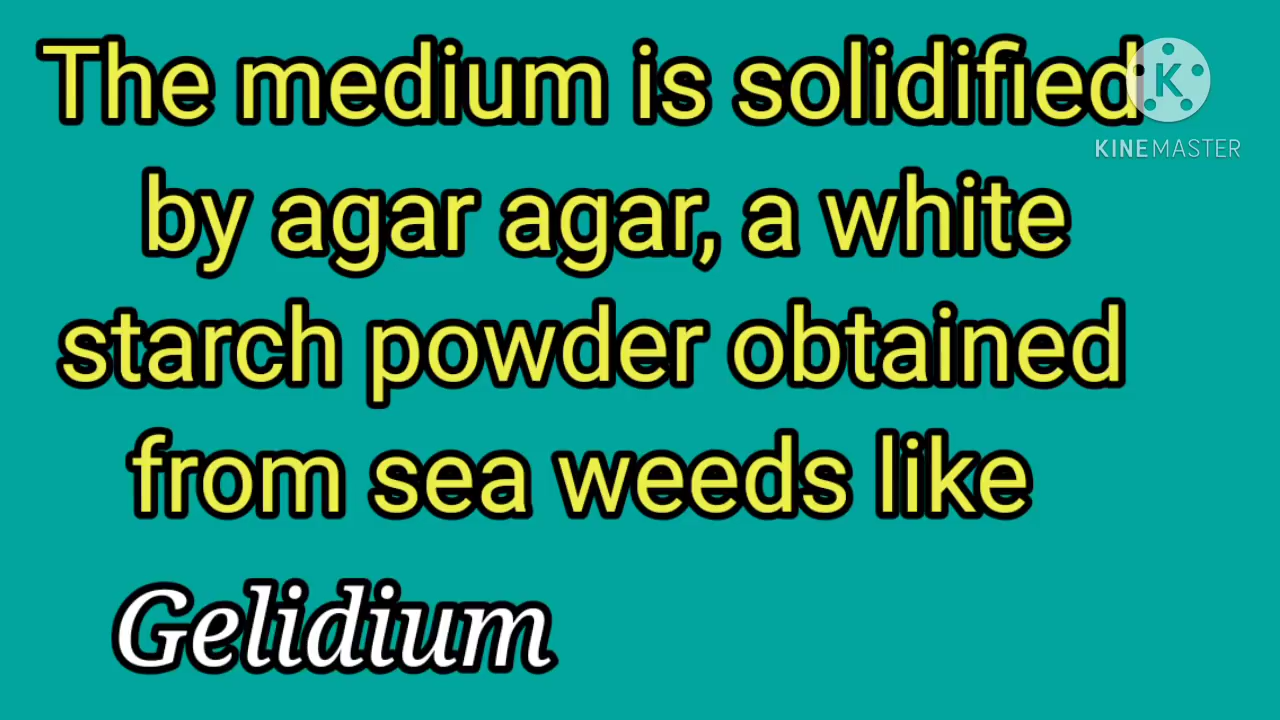 The medium is solidified
KINEMASTER
by agar agar, a white
starch powder obtained
from sea weeds like
Gelidium